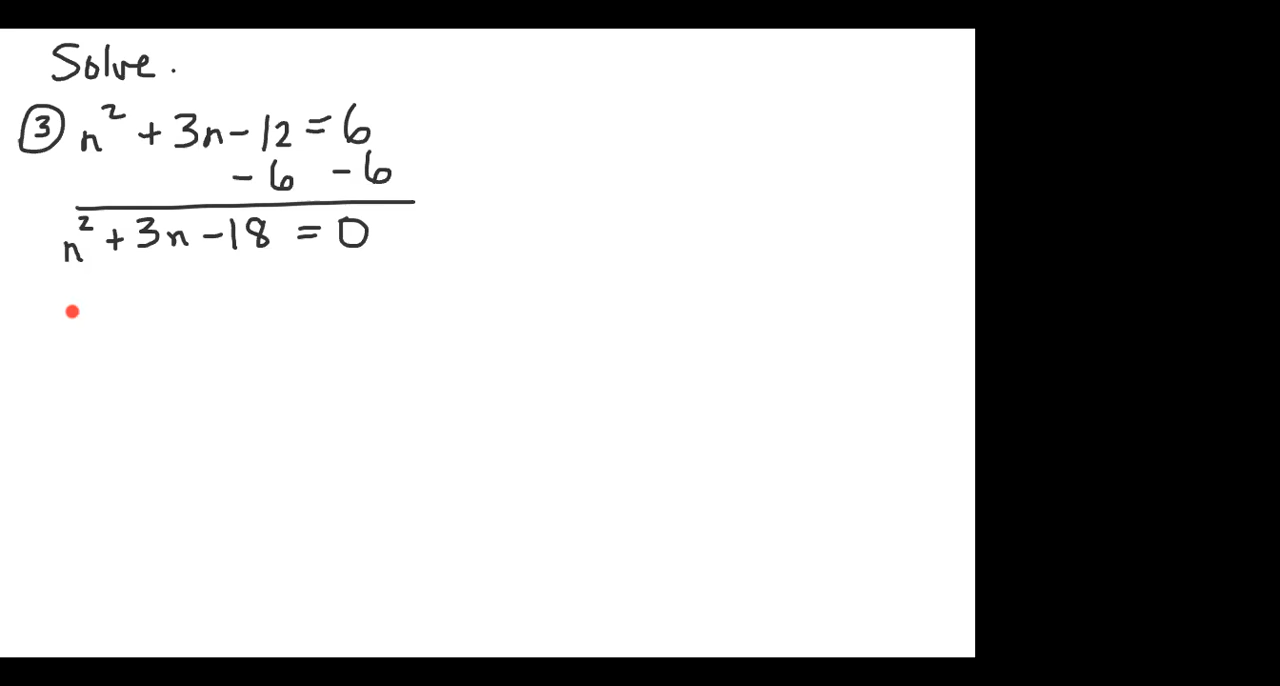 Solve.
③ n² + 3n - 12 = 6
- 6 - 6
n² + 3n - 18 = 0